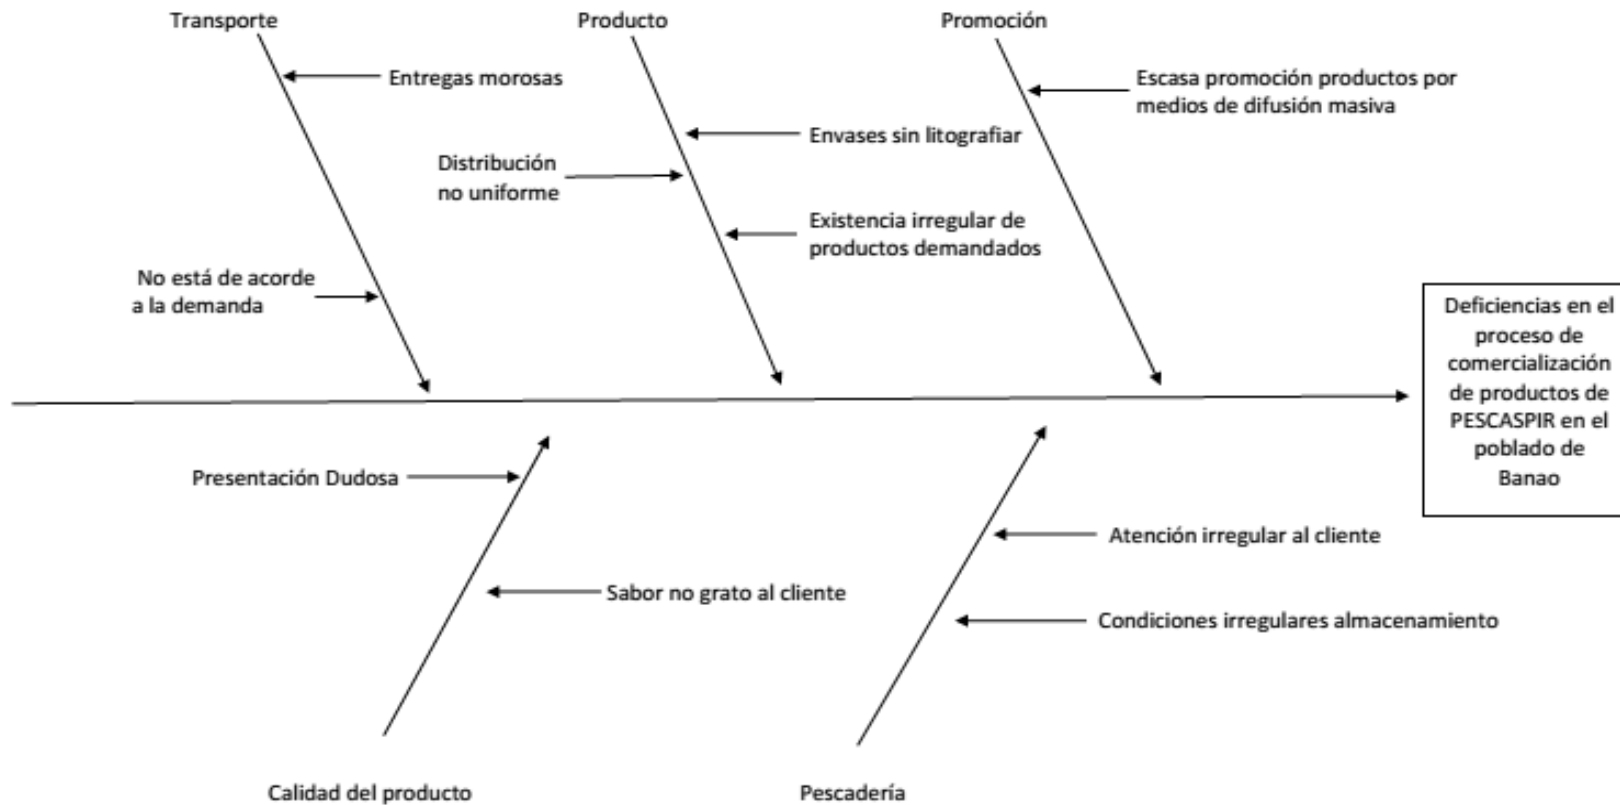 Transporte
Producto
Promoción
Entregas morosas
Escasa promoción productos por
medios de difusión masiva
Envases sin litografiar
Distribución
no uniforme
Existencia irregular de
productos demandados
No está de acorde
a la demanda
Deficiencias en el
proceso de
comercialización
de productos de
PESCASPIR en el
poblado de
Banao
Presentación Dudosa
Atención irregular al cliente
Sabor no grato al cliente
Condiciones irregulares almacenamiento
Calidad del producto
Pescadería